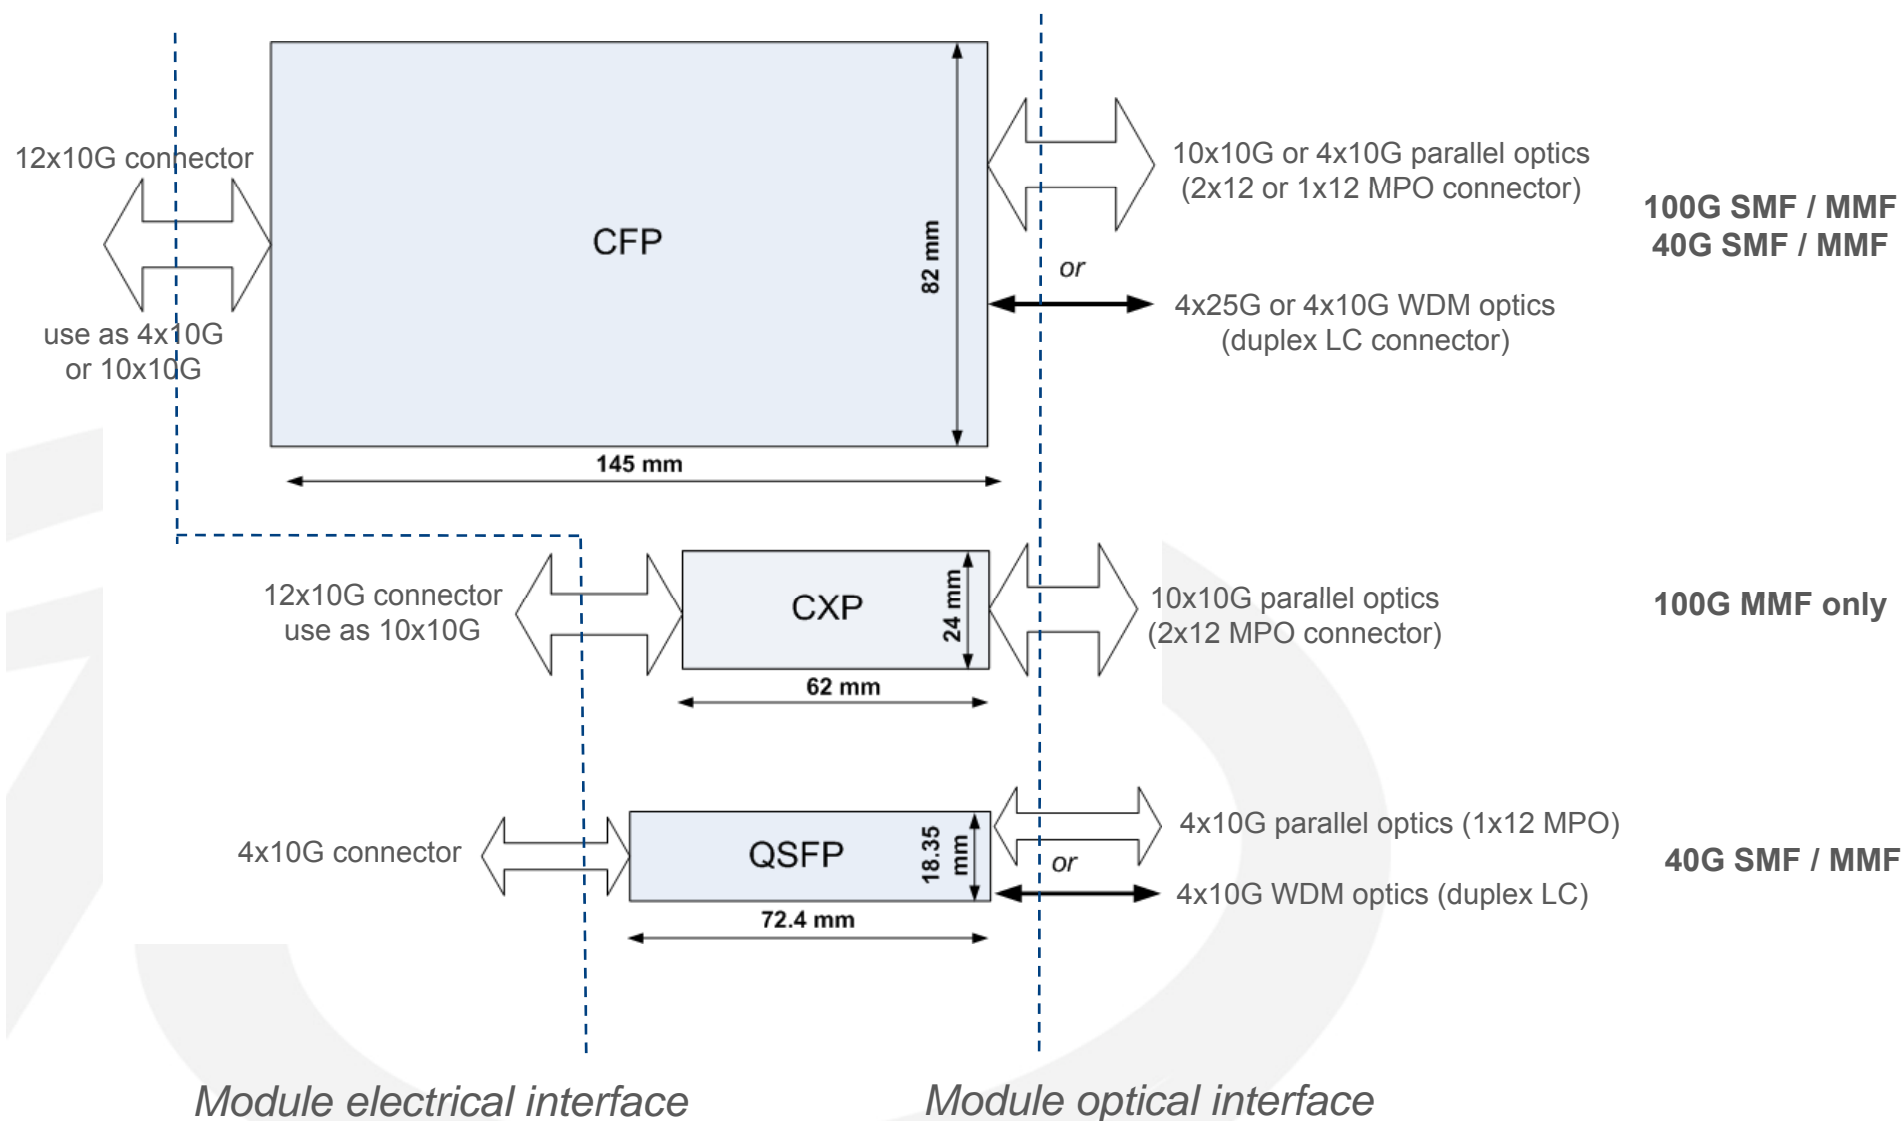 12x10G connector
use as 4x10G
or 10x10G
CFP
82 mm
145 mm
10x10G or 4x10G parallel optics
(2x12 or 1x12 MPO connector)
or
4x25G or 4x10G WDM optics
(duplex LC connector)
100G SMF / MMF
40G SMF / MMF
12x10G connector
use as 10x10G
CXP
24 mm
62 mm
10x10G parallel optics
(2x12 MPO connector)
100G MMF only
4x10G connector
QSFP
18.35
mm
72.4 mm
4x10G parallel optics (1x12 MPO)
or
4x10G WDM optics (duplex LC)
40G SMF / MMF
Module electrical interface
Module optical interface